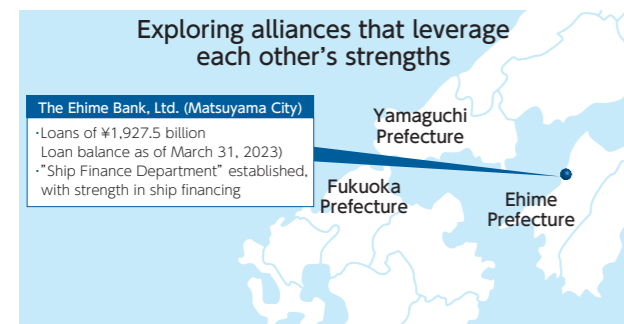 Exploring alliances that leverage
each other's strengths
The Ehime Bank, Ltd. (Matsuyama City)
·Loans of ¥1,927.5 billion
Loan balance as of March 31, 2023)
·"Ship Finance Department" established,
with strength in ship financing
Yamaguchi
Prefecture
Fukuoka
Prefecture
Ehime
Prefecture